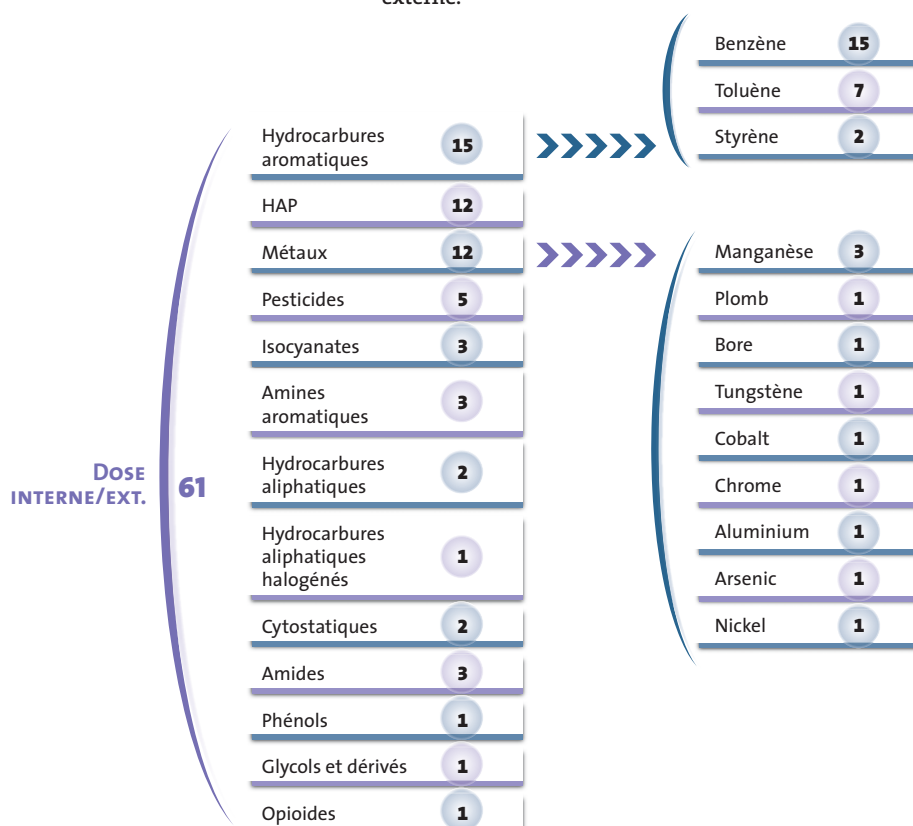 externe.
Dose
interne/ext.
61
Hydrocarbures
aromatiques
15
HAP
12
Métaux
12
Pesticides
5
Isocyanates
3
Amines
aromatiques
3
Hydrocarbures
aliphatiques
2
Hydrocarbures
aliphatiques
halogénés
1
Cytostatiques
2
Amides
3
Phénols
1
Glycols et dérivés
1
Opioides
1
Benzène
15
Toluène
7
Styrène
2
Manganèse
3
Plomb
1
Bore
1
Tungstène
1
Cobalt
1
Chrome
1
Aluminium
1
Arsenic
1
Nickel
1